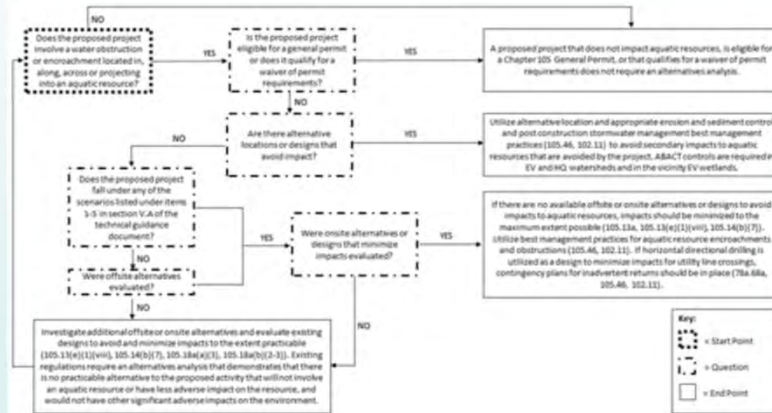 NO
Does the proposed project
involve a water obstruction
or encroachment located in,
along, across or projecting
into an aquatic resource?
YES
Is the proposed project
eligible for a general permit
or does it qualify for a
waiver of permit
requirements?
YES
A proposed project that does not impact aquatic resources, is eligible for
a Chapter 105 General Permit, or that qualifies for a waiver of permit
requirements does not require an alternatives analysis.
NO
NO
Are there alternative
locations or designs that
avoid impact?
YES
Utilize alternative location and appropriate erosion and sediment control
and post construction stormwater management best management
practices (105.46, 102.11) to avoid secondary impacts to aquatic
resources that are avoided by the project. ABACT controls are required in
EV and HQ watersheds and in the vicinity EV wetlands.
Does the proposed project
fall under any of the
scenarios listed under items
1-5 in section V.A of the
technical guidance
document?
YES
Were onsite alternatives or
designs that minimize
impacts evaluated?
YES
If there are no available offsite or onsite alternatives or designs to avoid
impacts to aquatic resources, impacts should be minimized to the
maximum extent possible (105.13a, 105.13(e)(1)(viii), 105.14(b)(7)).
Utilize best management practices for aquatic resource encroachments
and obstructions (105.46, 102.11). If horizontal directional drilling is
utilized as a design to minimize impacts for utility line crossings,
contingency plans for inadvertent returns should be in place (78a.68a,
105.46, 102.11).
NO
Were offsite alternatives
evaluated?
NO
NO
Investigate additional offsite or onsite alternatives and evaluate existing
designs to avoid and minimize impacts to the extent practicable
(105.13(e)(1)(viii), 105.14(b)(7), 105.18a(a)(3), 105.18a(b)(2-3)). Existing
regulations require an alternatives analysis that demonstrates that there
is no practicable alternative to the proposed activity that will not involve
an aquatic resource or have less adverse impact on the resource, and
would not have other significant adverse impacts on the environment.
Key:
= Start Point
= Question
= End Point